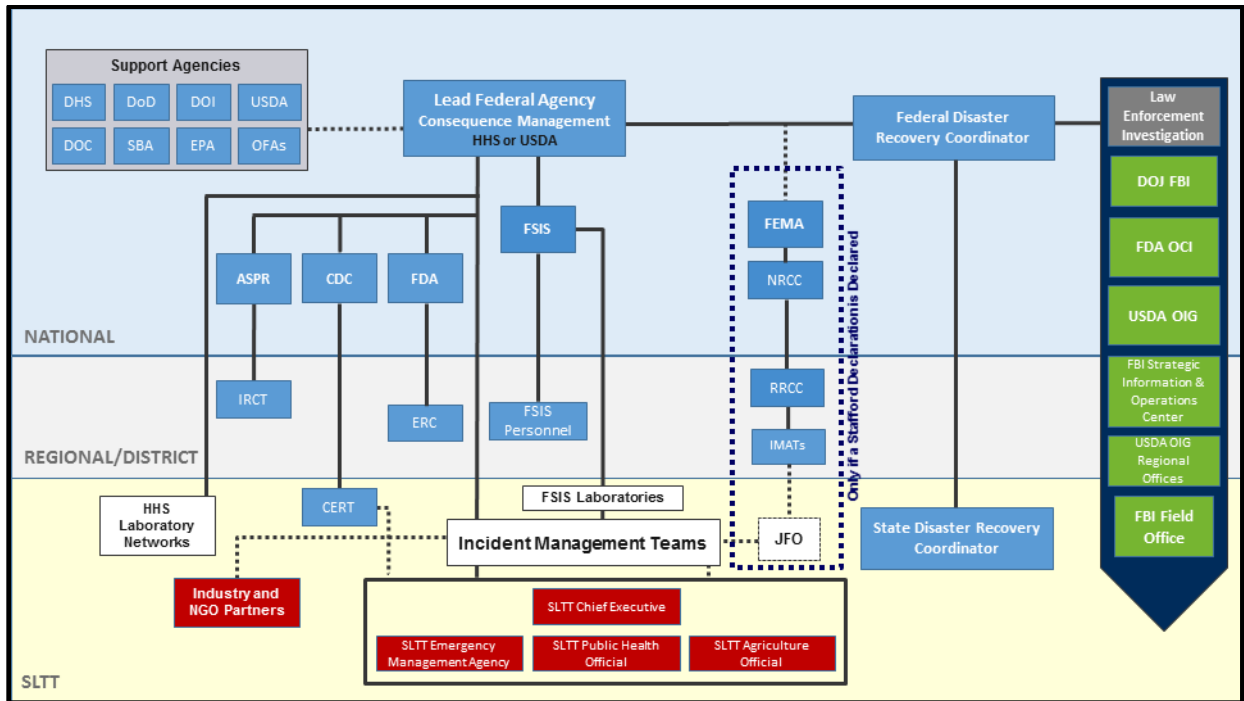 Support Agencies
DHS
DoD
DOI
USDA
DOC
SBA
EPA
OFAs
Lead Federal Agency
Consequence Management
HHS or USDA
Federal Disaster
Recovery Coordinator
Law
Enforcement
Investigation
DOJ FBI
FDA OCI
USDA OIG
FBI Strategic
Information &
Operations
Center
USDA OIG
Regional
Offices
FBI Field
Office
FSIS
FEMA
NRCC
ASPR
CDC
FDA
NATIONAL
Only if a Stafford Declaration is Declared
IRCT
ERC
FSIS
Personnel
RRCC
IMATs
REGIONAL/DISTRICT
HHS
Laboratory
Networks
CERT
FSIS Laboratories
Incident Management Teams
JFO
State Disaster Recovery
Coordinator
Industry and
NGO Partners
SLTT Chief Executive
SLTT Emergency
Management Agency
SLTT Public Health
Official
SLTT Agriculture
Official
SLTT